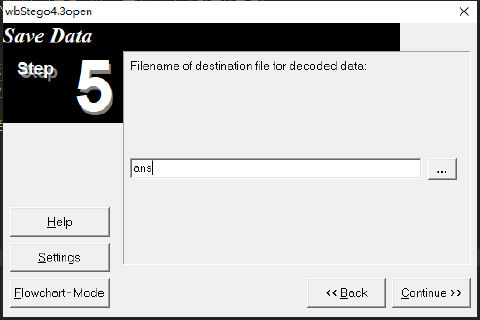 wbStego4.3open
Save Data
Step 5
Filename of destination file for decoded data:
ans
...
Help
Settings
Flowchart-Mode
<< Back
Continue >>